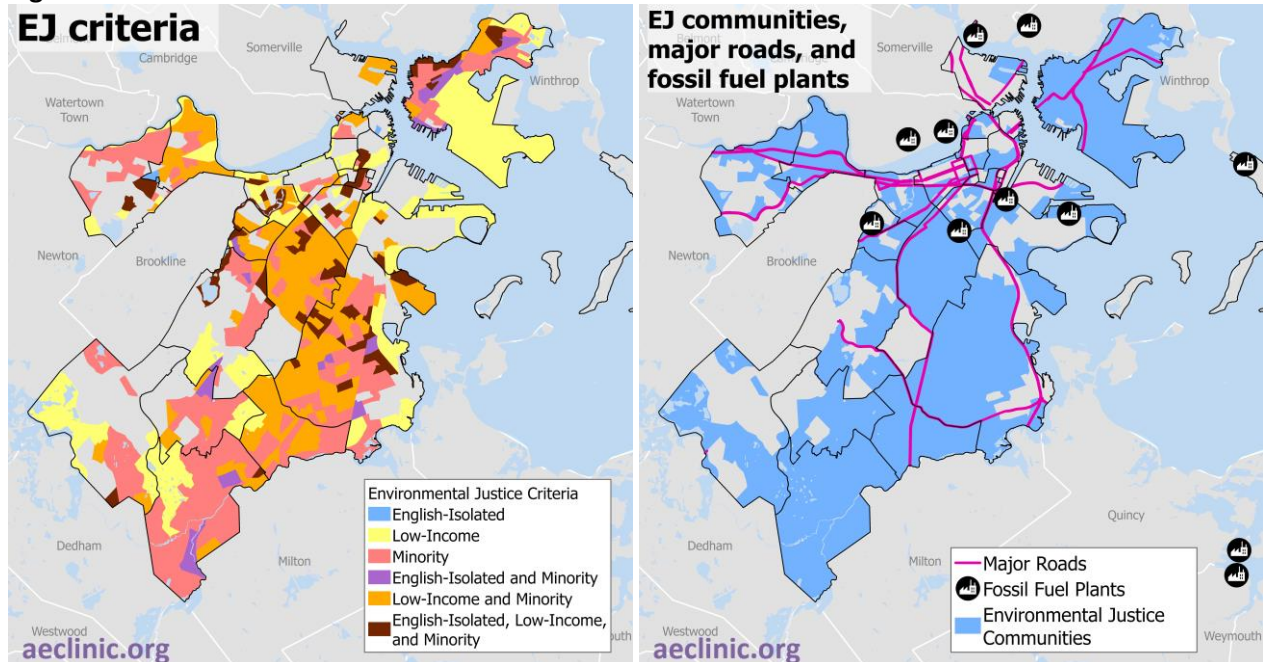 EJ criteria
Belmont
Cambridge
Somerville
Winthrop
Watertown
Town
Newton
Brookline
Dedham
Milton
Westwood
aeclinic.org
Environmental Justice Criteria
English-Isolated
Low-Income
Minority
English-Isolated and Minority
Low-Income and Minority
English-Isolated, Low-Income,
and Minority
EJ communities,
major roads, and
fossil fuel plants
Belmont
Somerville
Winthrop
Watertown
Town
Newton
Brookline
Dedham
Milton
Quincy
Westwood
Weymouth
aeclinic.org
Major Roads
Fossil Fuel Plants
Environmental Justice
Communities